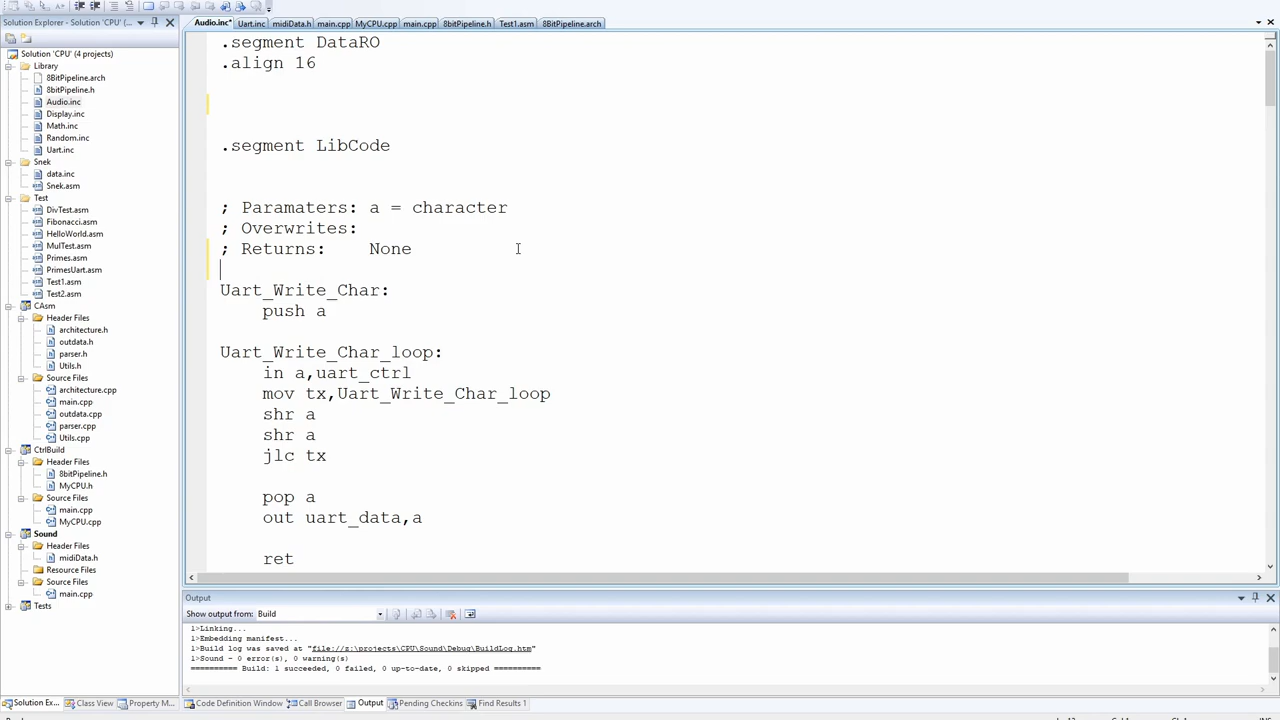 Solution Explorer - Solution 'CPU' (4 projects)
Solution 'CPU' (4 projects)
Library
8BitPipeline.arch
8bitPipeline.h
Audio.inc
Display.inc
Math.inc
Random.inc
Uart.inc
Snek
data.inc
Snek.asm
Test
DivTest.asm
Fibonacci.asm
HelloWorld.asm
MulTest.asm
Primes.asm
PrimesUart.asm
Test1.asm
Test2.asm
CAsm
Header Files
architecture.h
outdata.h
parser.h
Utils.h
Source Files
architecture.cpp
main.cpp
outdata.cpp
parser.cpp
Utils.cpp
CtrlBuild
Header Files
8bitPipeline.h
MyCPU.h
Source Files
main.cpp
MyCPU.cpp
Sound
Header Files
midiData.h
Resource Files
Source Files
main.cpp
Tests
Solution Ex... Class View Property M...
Audio.inc* Uart.inc midiData.h main.cpp MyCPU.cpp main.cpp 8bitPipeline.h Test1.asm 8BitPipeline.arch
.segment DataRO
.align 16
.segment LibCode
; Paramaters: a = character
; Overwrites:
; Returns: None
Uart_Write_Char:
push a
Uart_Write_Char_loop:
in a,uart_ctrl
mov tx,Uart_Write_Char_loop
shr a
shr a
jlc tx
pop a
out uart_data,a
ret
Output
Show output from: Build
1>Linking...
1>Embedding manifest...
1>Build log was saved at "file://z:\projects\CPU\Sound\Debug\BuildLog.htm"
1>Sound - 0 error(s), 0 warning(s)
========== Build: 1 succeeded, 0 failed, 0 up-to-date, 0 skipped ==========
Code Definition Window Call Browser Output Pending Checkins Find Results 1